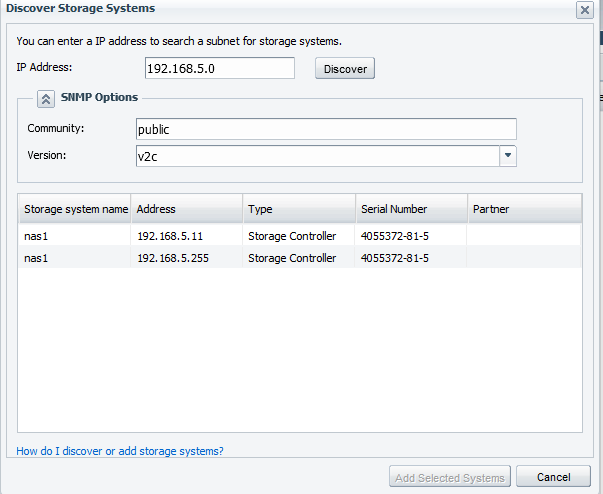 Discover Storage Systems
You can enter a IP address to search a subnet for storage systems.
IP Address: 192.168.5.0 Discover
SNMP Options
Community: public
Version: v2c
Storage system name Address Type Serial Number Partner
nas1 192.168.5.11 Storage Controller 4055372-81-5
nas1 192.168.5.255 Storage Controller 4055372-81-5
How do I discover or add storage systems?
Add Selected Systems Cancel